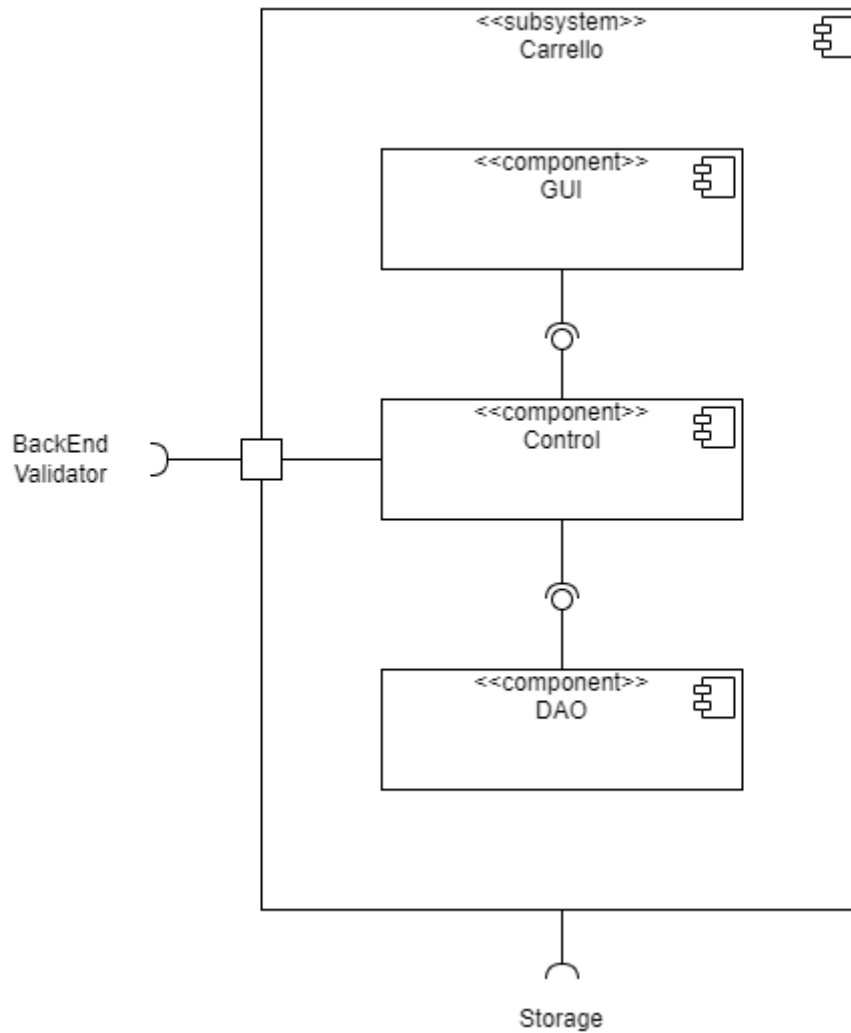 <<subsystem>>
Carrello
<<component>>
GUI
<<component>>
Control
BackEnd
Validator
<<component>>
DAO
Storage